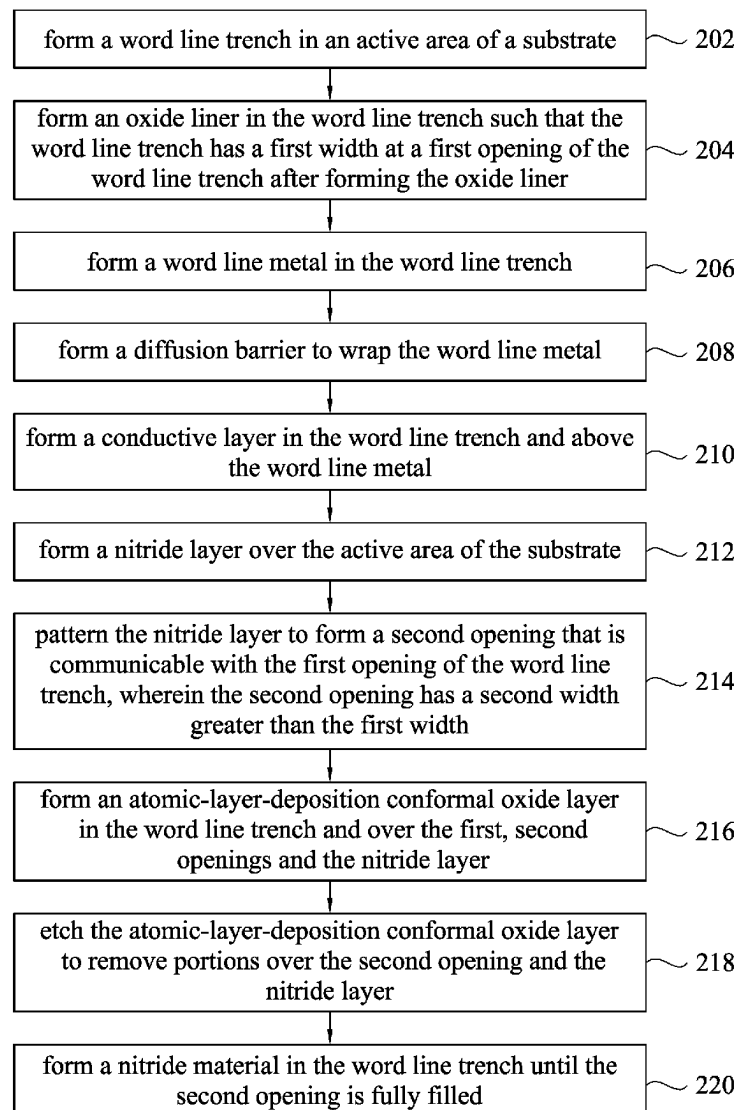 form a word line trench in an active area of a substrate
202
form an oxide liner in the word line trench such that the
word line trench has a first width at a first opening of the
word line trench after forming the oxide liner
204
form a word line metal in the word line trench
206
form a diffusion barrier to wrap the word line metal
208
form a conductive layer in the word line trench and above
the word line metal
210
form a nitride layer over the active area of the substrate
212
pattern the nitride layer to form a second opening that is
communicable with the first opening of the word line
trench, wherein the second opening has a second width
greater than the first width
214
form an atomic-layer-deposition conformal oxide layer
in the word line trench and over the first, second
openings and the nitride layer
216
etch the atomic-layer-deposition conformal oxide layer
to remove portions over the second opening and the
nitride layer
218
form a nitride material in the word line trench until the
second opening is fully filled
220